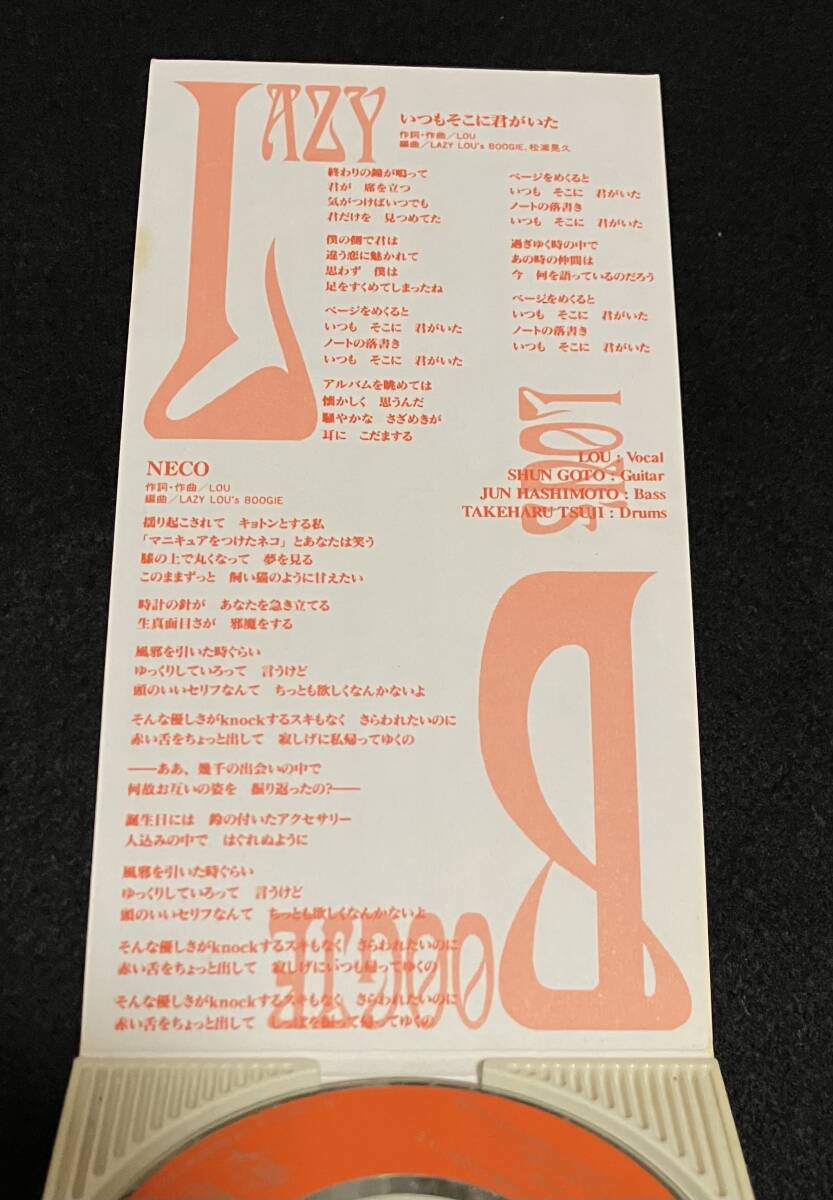 LAZY
いつもそこに君がいた
作詞・作曲/LOU
編曲/LAZY LOU's BOOGIE、松浦晃久
終わりの鐘が鳴って
君が 席を立つ
気がつけばいつでも
君だけを 見つめてた
僕の側で君は
違う恋に魅かれて
思わず 僕は
足をすくめてしまったね
ページをめくると
いつも そこに 君がいた
ノートの落書き
いつも そこに 君がいた
アルバムを眺めては
懐かしく 思うんだ
騒やかな さざめきが
耳に こだまする
ページをめくると
いつも そこに 君がいた
ノートの落書き
いつも そこに 君がいた
過ぎゆく時の中で
あの時の仲間は
今 何を語っているのだろう
ページをめくると
いつも そこに 君がいた
ノートの落書き
いつも そこに 君がいた
LOU's
LOU : Vocal
SHUN GOTO : Guitar
JUN HASHIMOTO : Bass
TAKEHARU TSUJI : Drums
NECO
作詞・作曲/LOU
編曲/LAZY LOU's BOOGIE
揺り起こされて キョトンとする私
「マニキュアをつけたネコ」とあなたは笑う
膝の上で丸くなって 夢を見る
このままずっと 飼い猫のように甘えたい
時計の針が あなたを急き立てる
生真面目さが 邪魔をする
風邪を引いた時ぐらい
ゆっくりしていろって 言うけど
頭のいいセリフなんて ちっとも欲しくなんかないよ
そんな優しさがknockするスキもなく さらわれたいのに
赤い舌をちょっと出して 寂しげに私帰ってゆくの
――ああ、幾千の出会いの中で
何故お互いの姿を 振り返ったの?――
誕生日には 鈴の付いたアクセサリー
人込みの中で はぐれぬように
風邪を引いた時ぐらい
ゆっくりしていろって 言うけど
頭のいいセリフなんて ちっとも欲しくなんかないよ
そんな優しさがknockするスキもなく さらわれたいのに
赤い舌をちょっと出して 寂しげにいつも帰ってゆくの
そんな優しさがknockするスキもなく さらわれたいのに
赤い舌をちょっと出して しっぽを振って帰ってゆくの
BOOGIE